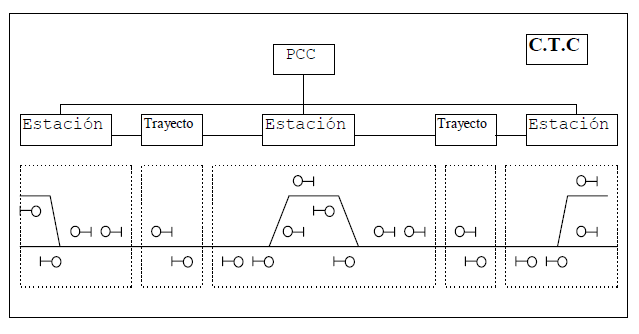 C.T.C
PCC
Estación
Trayecto
Estación
Trayecto
Estación